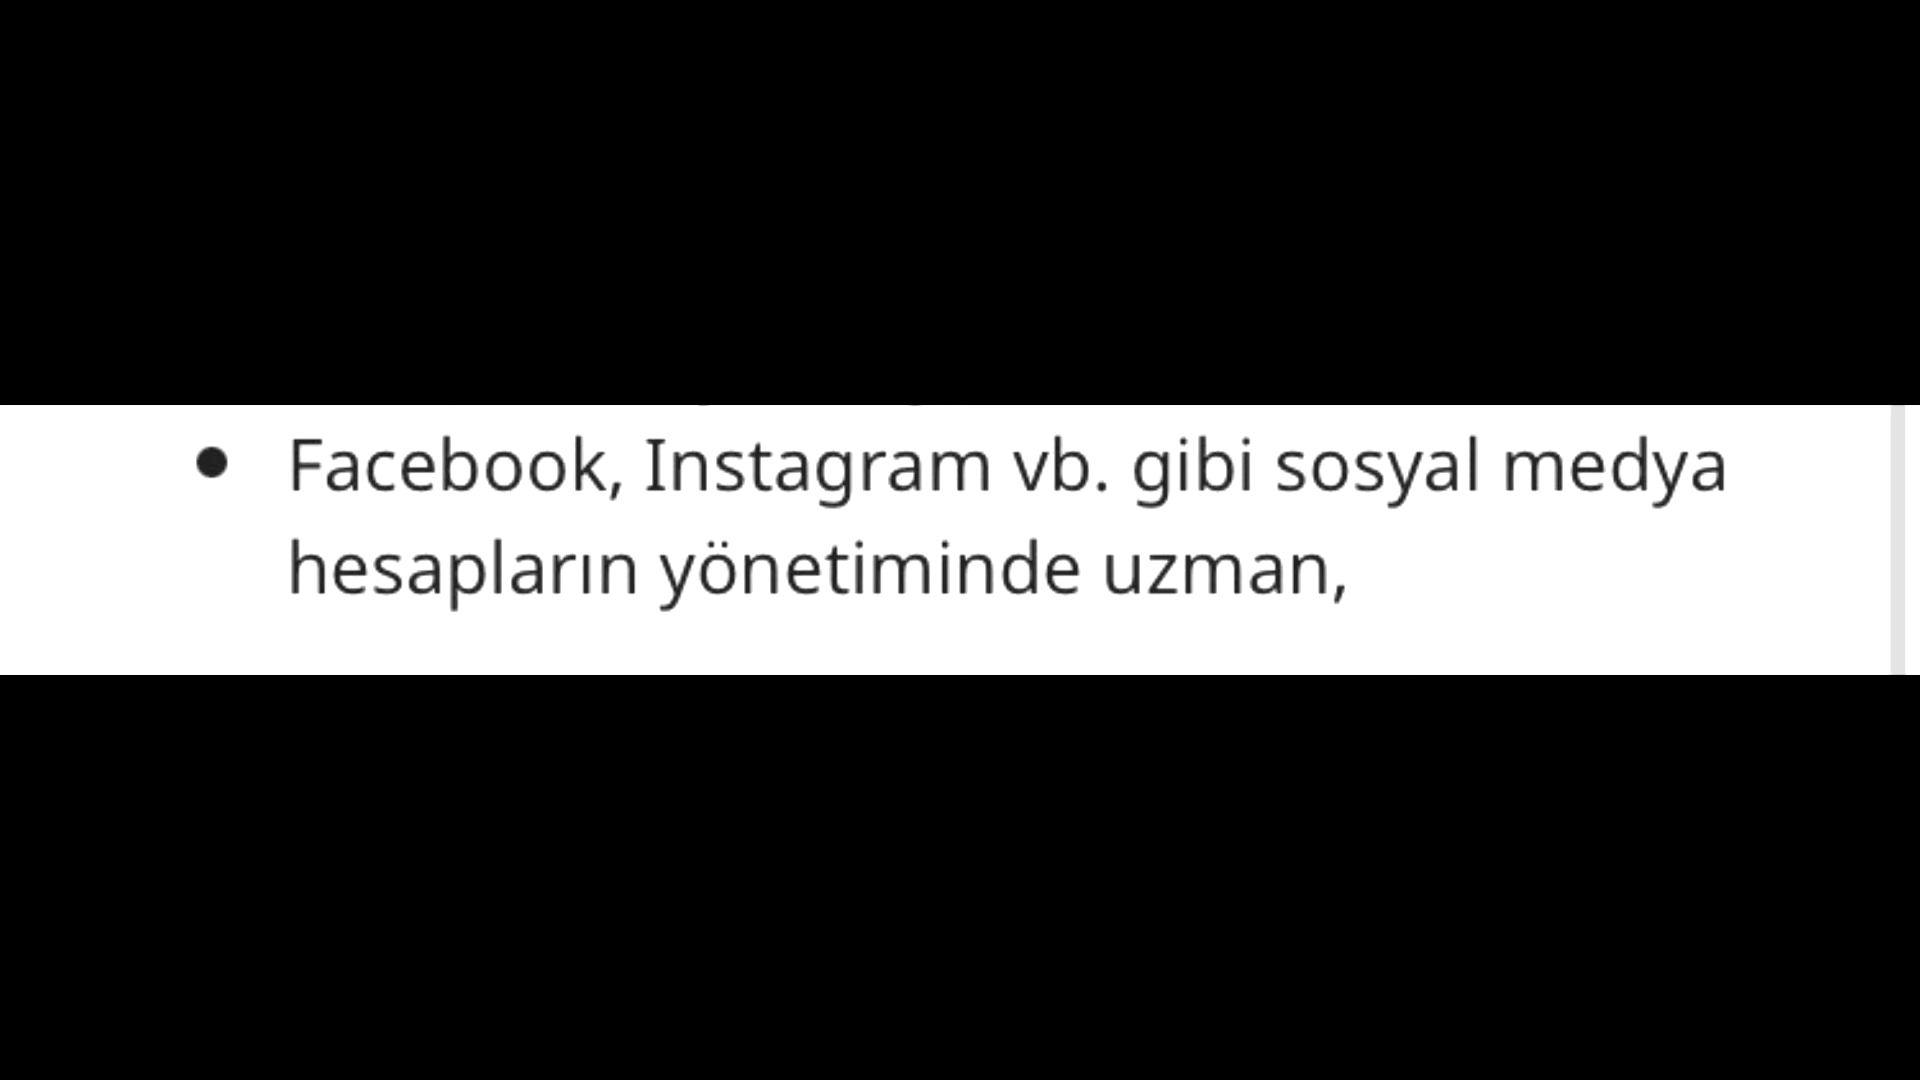 • Facebook, Instagram vb. gibi sosyal medya
hesapların yönetiminde uzman,